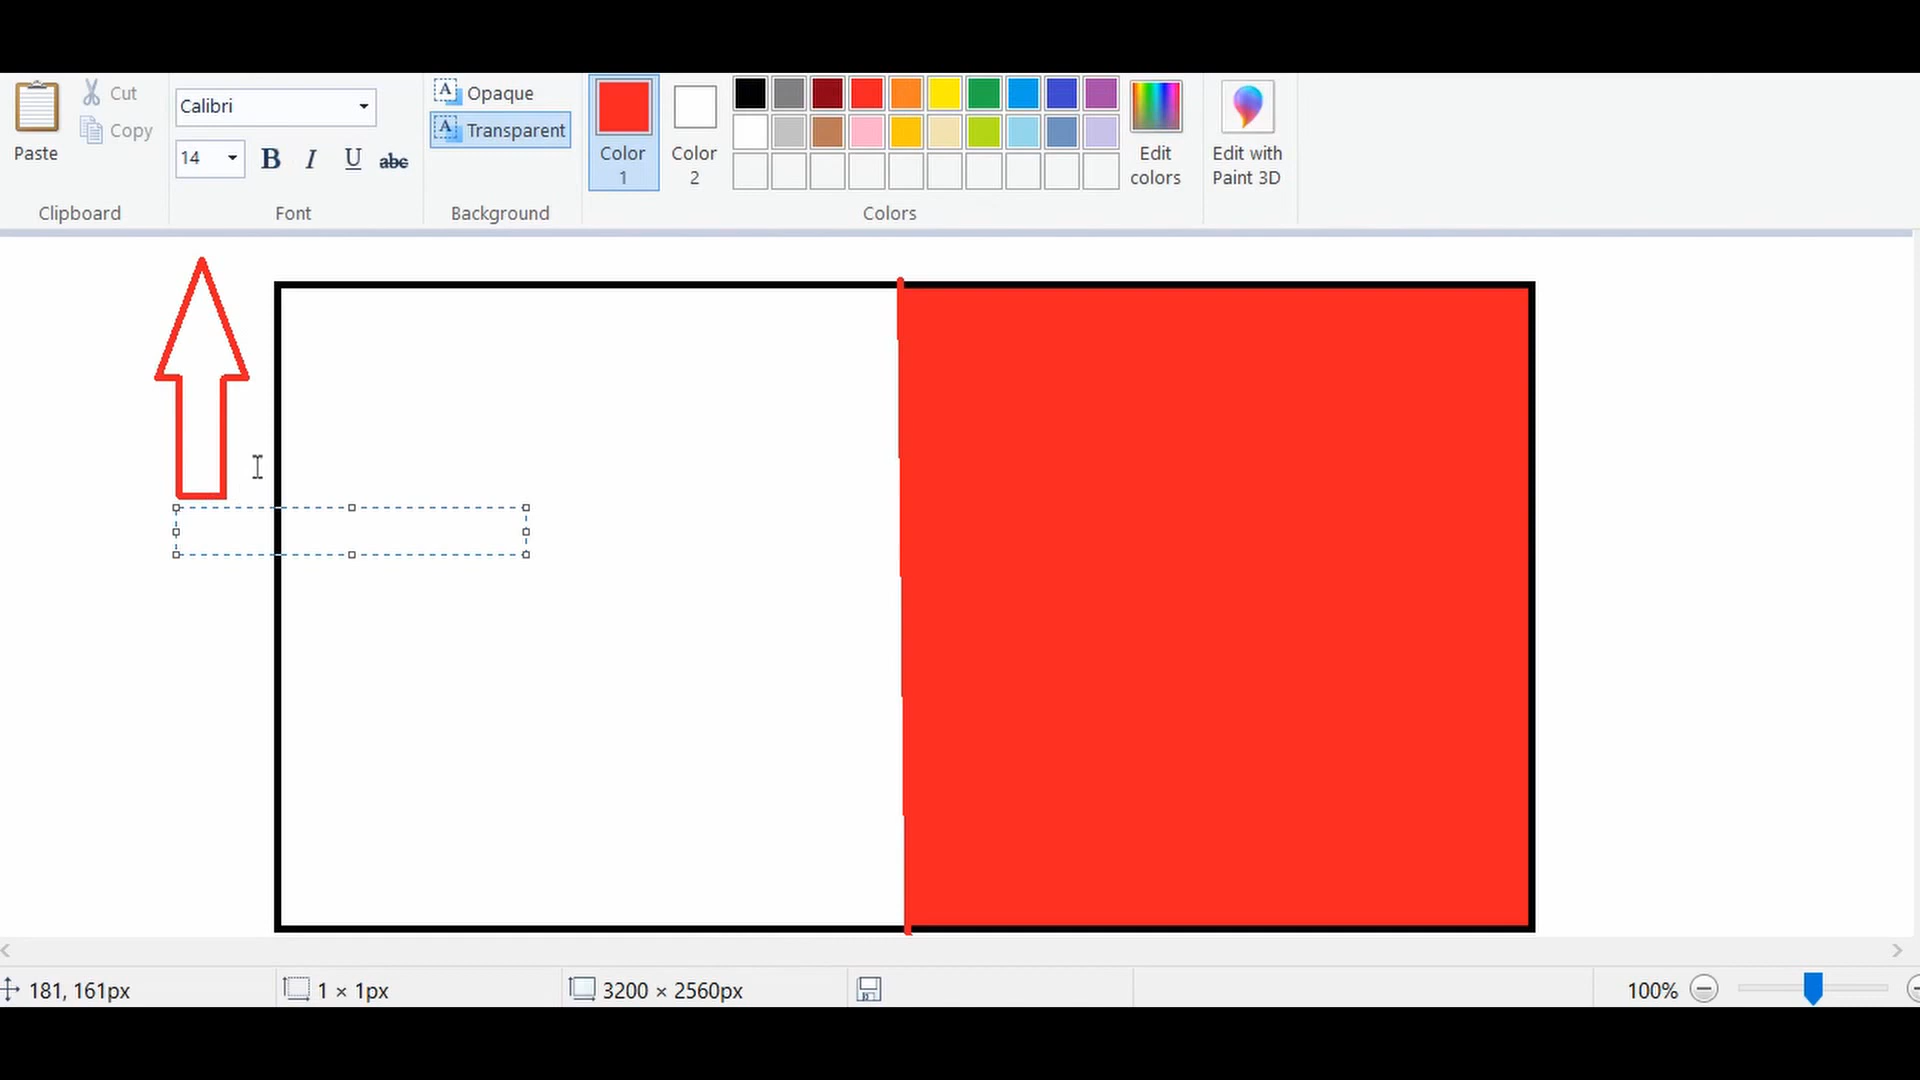 Paste
Cut
Copy
Clipboard
Calibri
14
B I U abc
Font
Opaque
Transparent
Background
Color
1
Color
2
Edit
colors
Colors
Edit with
Paint 3D
181, 161px
1 × 1px
3200 × 2560px
100%